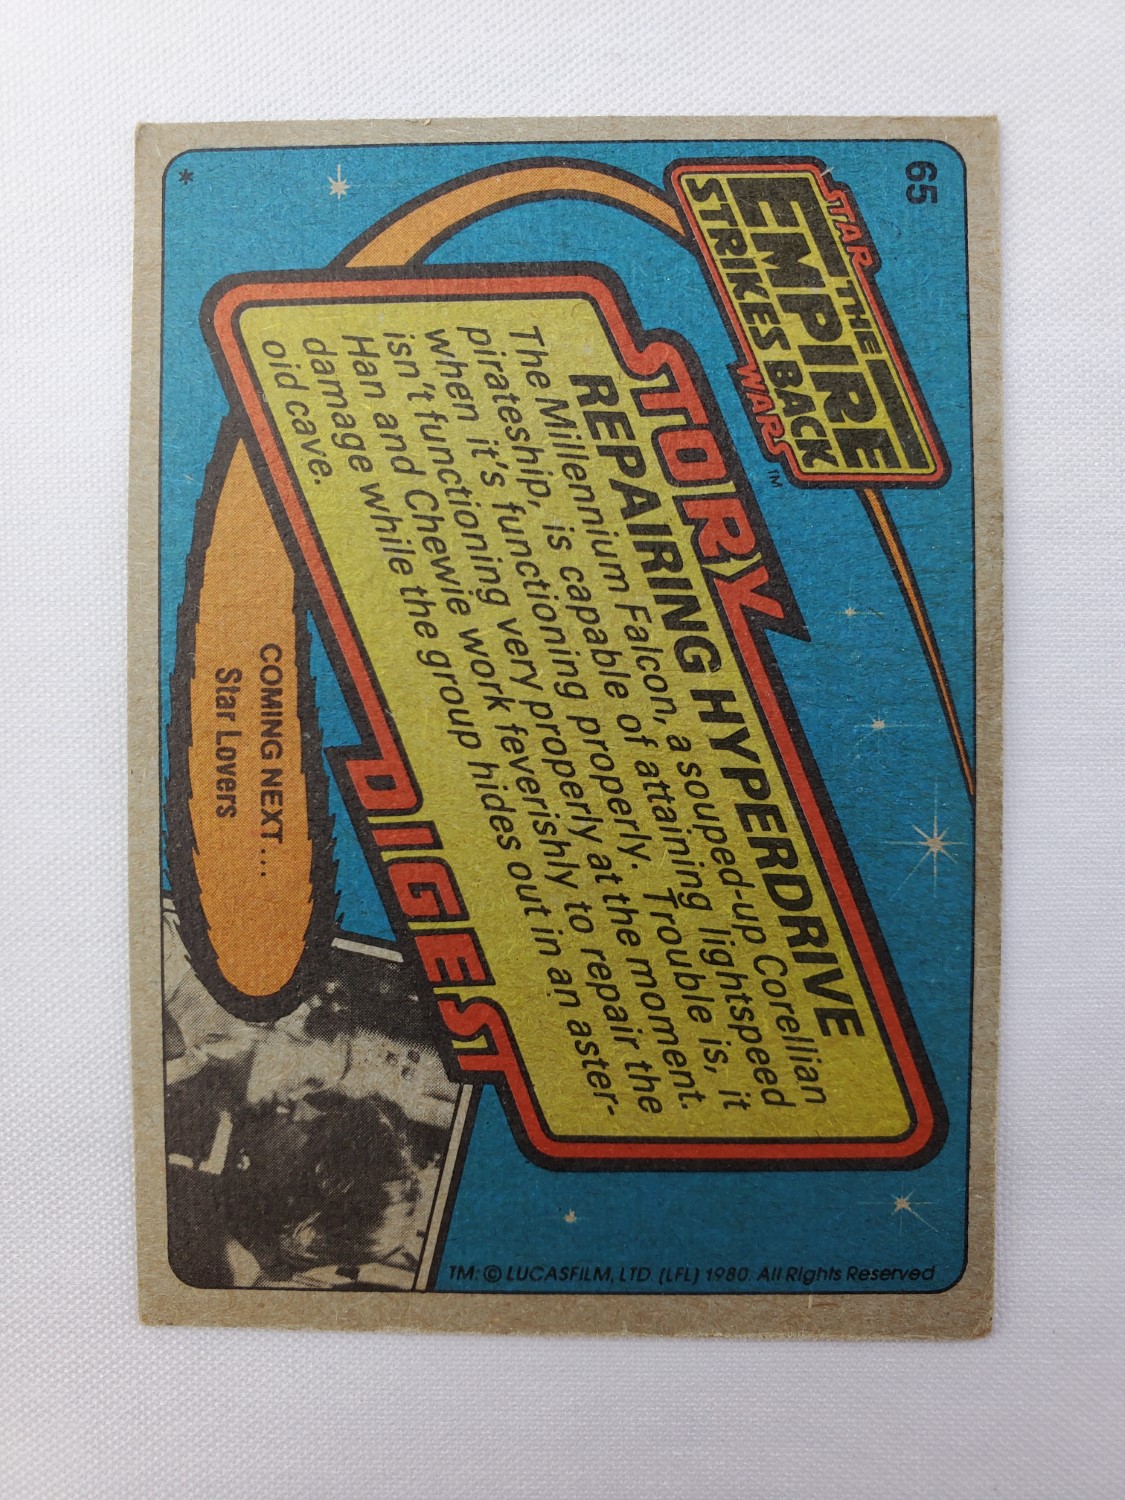 65
STAR
THE
EMPIRE
STRIKES BACK
WARS™
STORY
REPAIRING HYPERDRIVE
The Millennium Falcon, a souped-up Corellian
pirateship, is capable of attaining lightspeed
when it's functioning properly. Trouble is, it
isn't functioning very properly at the moment.
Han and Chewie work feverishly to repair the
damage while the group hides out in an aster-
oid cave.
DIGEST
COMING NEXT...
Star Lovers
*
TM: © LUCASFILM, LTD. (LFL) 1980. All Rights Reserved